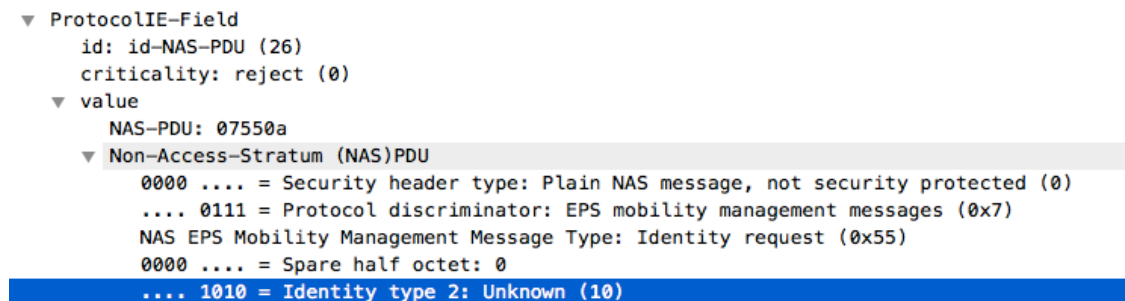 ProtocolIE-Field
id: id-NAS-PDU (26)
criticality: reject (0)
value
NAS-PDU: 07550a
Non-Access-Stratum (NAS)PDU
0000 .... = Security header type: Plain NAS message, not security protected (0)
.... 0111 = Protocol discriminator: EPS mobility management messages (0x7)
NAS EPS Mobility Management Message Type: Identity request (0x55)
0000 .... = Spare half octet: 0
.... 1010 = Identity type 2: Unknown (10)